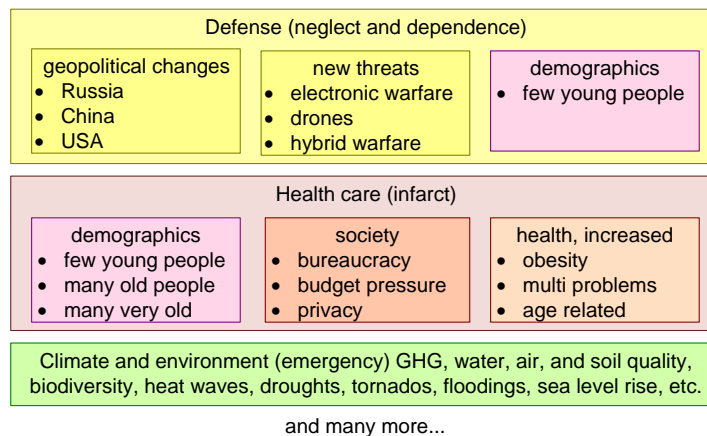 Defense (neglect and dependence)
geopolitical changes
• Russia
• China
• USA
new threats
• electronic warfare
• drones
• hybrid warfare
demographics
• few young people
Health care (infarct)
demographics
• few young people
• many old people
• many very old
society
• bureaucracy
• budget pressure
• privacy
health, increased
• obesity
• multi problems
• age related
Climate and environment (emergency) GHG, water, air, and soil quality,
biodiversity, heat waves, droughts, tornados, floodings, sea level rise, etc.
and many more...